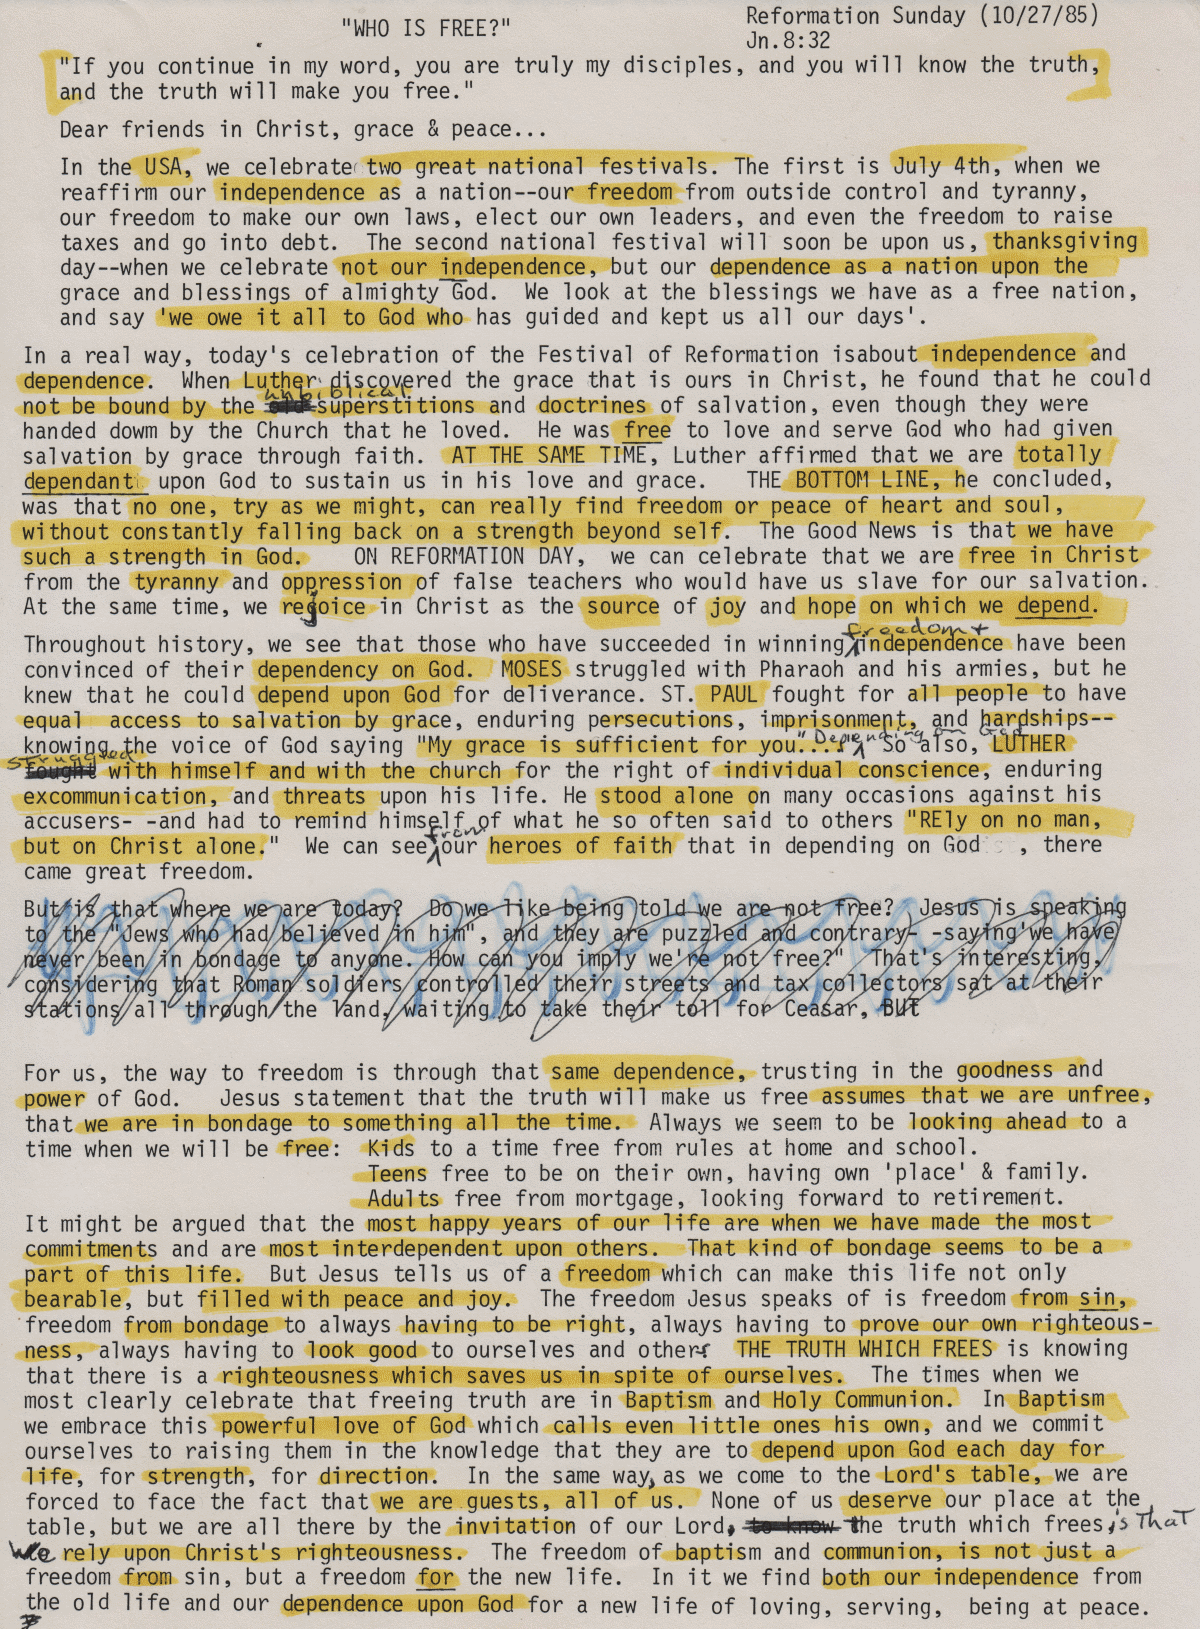 "WHO IS FREE?"
Reformation Sunday (10/27/85)
Jn.8:32
"If you continue in my word, you are truly my disciples, and you will know the truth,
and the truth will make you free."
Dear friends in Christ, grace & peace...
In the USA, we celebrate two great national festivals. The first is July 4th, when we
reaffirm our independence as a nation--our freedom from outside control and tyranny,
our freedom to make our own laws, elect our own leaders, and even the freedom to raise
taxes and go into debt. The second national festival will soon be upon us, thanksgiving
day--when we celebrate not our independence, but our dependence as a nation upon the
grace and blessings of almighty God. We look at the blessings we have as a free nation,
and say 'we owe it all to God who has guided and kept us all our days'.
In a real way, today's celebration of the Festival of Reformation isabout independence and
dependence. When Luther discovered the grace that is ours in Christ, he found that he could
not be bound by the old unbiblical superstitions and doctrines of salvation, even though they were
handed dowm by the Church that he loved. He was free to love and serve God who had given
salvation by grace through faith. AT THE SAME TIME, Luther affirmed that we are totally
dependant upon God to sustain us in his love and grace. THE BOTTOM LINE, he concluded,
was that no one, try as we might, can really find freedom or peace of heart and soul,
without constantly falling back on a strength beyond self. The Good News is that we have
such a strength in God. ON REFORMATION DAY, we can celebrate that we are free in Christ
from the tyranny and oppression of false teachers who would have us slave for our salvation.
At the same time, we rejoice in Christ as the source of joy and hope on which we depend.
Throughout history, we see that those who have succeeded in winning freedom + independence have been
convinced of their dependency on God. MOSES struggled with Pharaoh and his armies, but he
knew that he could depend upon God for deliverance. ST. PAUL fought for all people to have
equal access to salvation by grace, enduring persecutions, imprisonment, and hardships--
knowing the voice of God saying "My grace is sufficient for you...." Depending on God So also, LUTHER
fought struggled with himself and with the church for the right of individual conscience, enduring
excommunication, and threats upon his life. He stood alone on many occasions against his
accusers- -and had to remind himself of what he so often said to others "REly on no man,
but on Christ alone." We can see from our heroes of faith that in depending on God , there
came great freedom.
But is that where we are today? Do we like being told we are not free? Jesus is speaking
to the "Jews who had believed in him", and they are puzzled and contrary- -saying'we have
never been in bondage to anyone. How can you imply we're not free?" That's interesting,
considering that Roman soldiers controlled their streets and tax collectors sat at their
stations all through the land, waiting to take their toll for Ceasar, BUT
For us, the way to freedom is through that same dependence, trusting in the goodness and
power of God. Jesus statement that the truth will make us free assumes that we are unfree,
that we are in bondage to something all the time. Always we seem to be looking ahead to a
time when we will be free: Kids to a time free from rules at home and school.
Teens free to be on their own, having own 'place' & family.
Adults free from mortgage, looking forward to retirement.
It might be argued that the most happy years of our life are when we have made the most
commitments and are most interdependent upon others. That kind of bondage seems to be a
part of this life. But Jesus tells us of a freedom which can make this life not only
bearable, but filled with peace and joy. The freedom Jesus speaks of is freedom from sin,
freedom from bondage to always having to be right, always having to prove our own righteous-
ness, always having to look good to ourselves and others THE TRUTH WHICH FREES is knowing
that there is a righteousness which saves us in spite of ourselves. The times when we
most clearly celebrate that freeing truth are in Baptism and Holy Communion. In Baptism
we embrace this powerful love of God which calls even little ones his own, and we commit
ourselves to raising them in the knowledge that they are to depend upon God each day for
life, for strength, for direction. In the same way, as we come to the Lord's table, we are
forced to face the fact that we are guests, all of us. None of us deserve our place at the
table, but we are all there by the invitation of our Lord, to know the truth which frees, is that
we rely upon Christ's righteousness. The freedom of baptism and communion, is not just a
freedom from sin, but a freedom for the new life. In it we find both our independence from
the old life and our dependence upon God for a new life of loving, serving, being at peace.